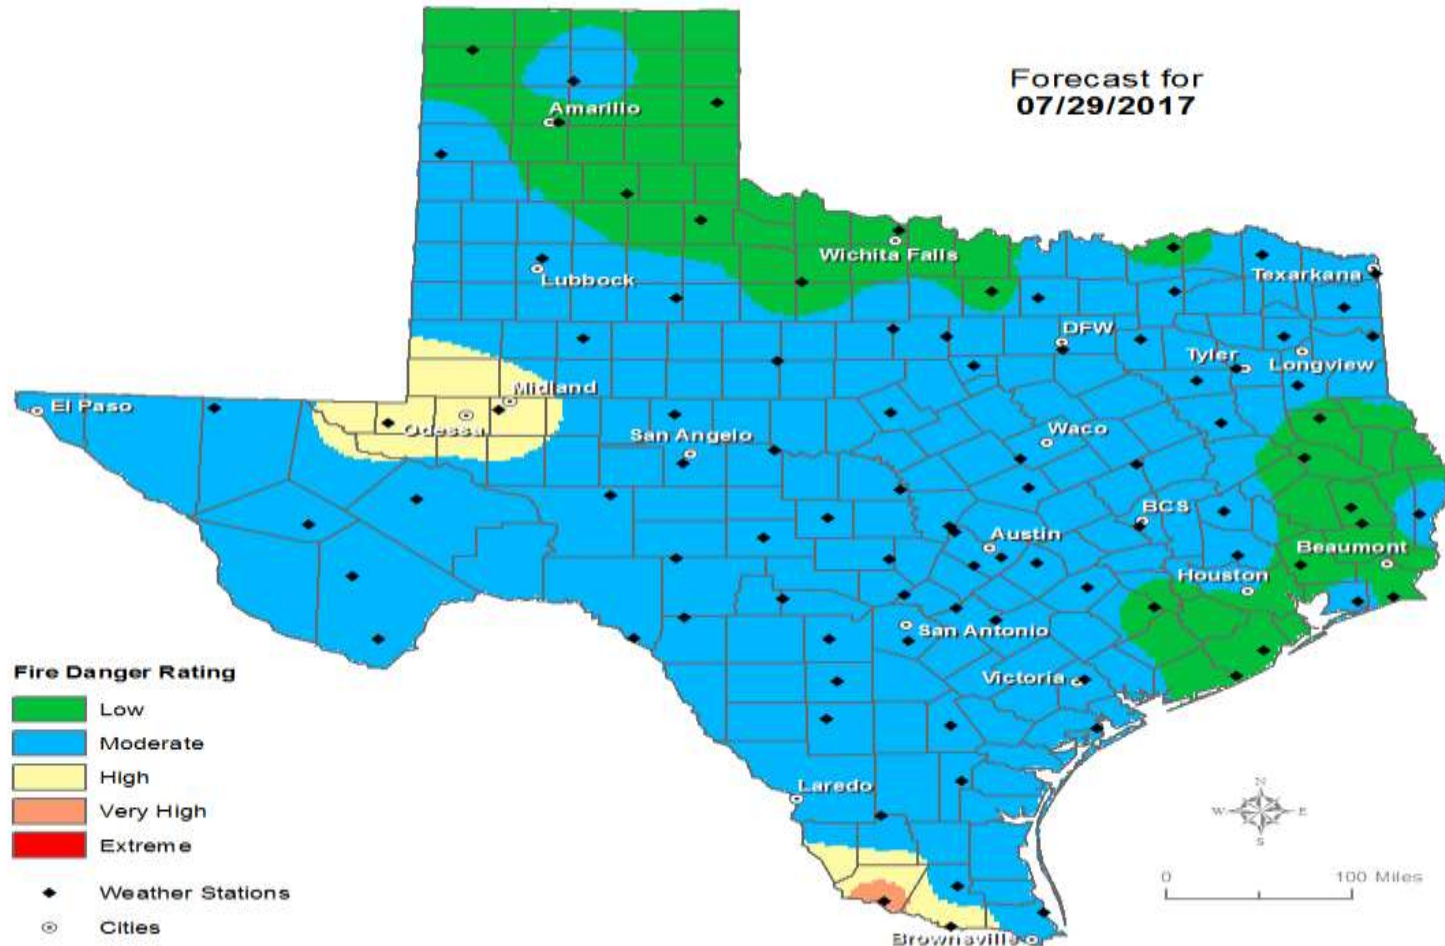 Forecast for
07/29/2017
Amarillo
Wichita Falls
Lubbock
Texarkana
DFW
Tyler
Longview
Midland
El Paso
Odessa
San Angelo
Waco
BCS
Austin
Beaumont
Houston
San Antonio
Victoria
Laredo
Brownsville
Fire Danger Rating
Low
Moderate
High
Very High
Extreme
Weather Stations
Cities
N
W E
S
0 100 Miles